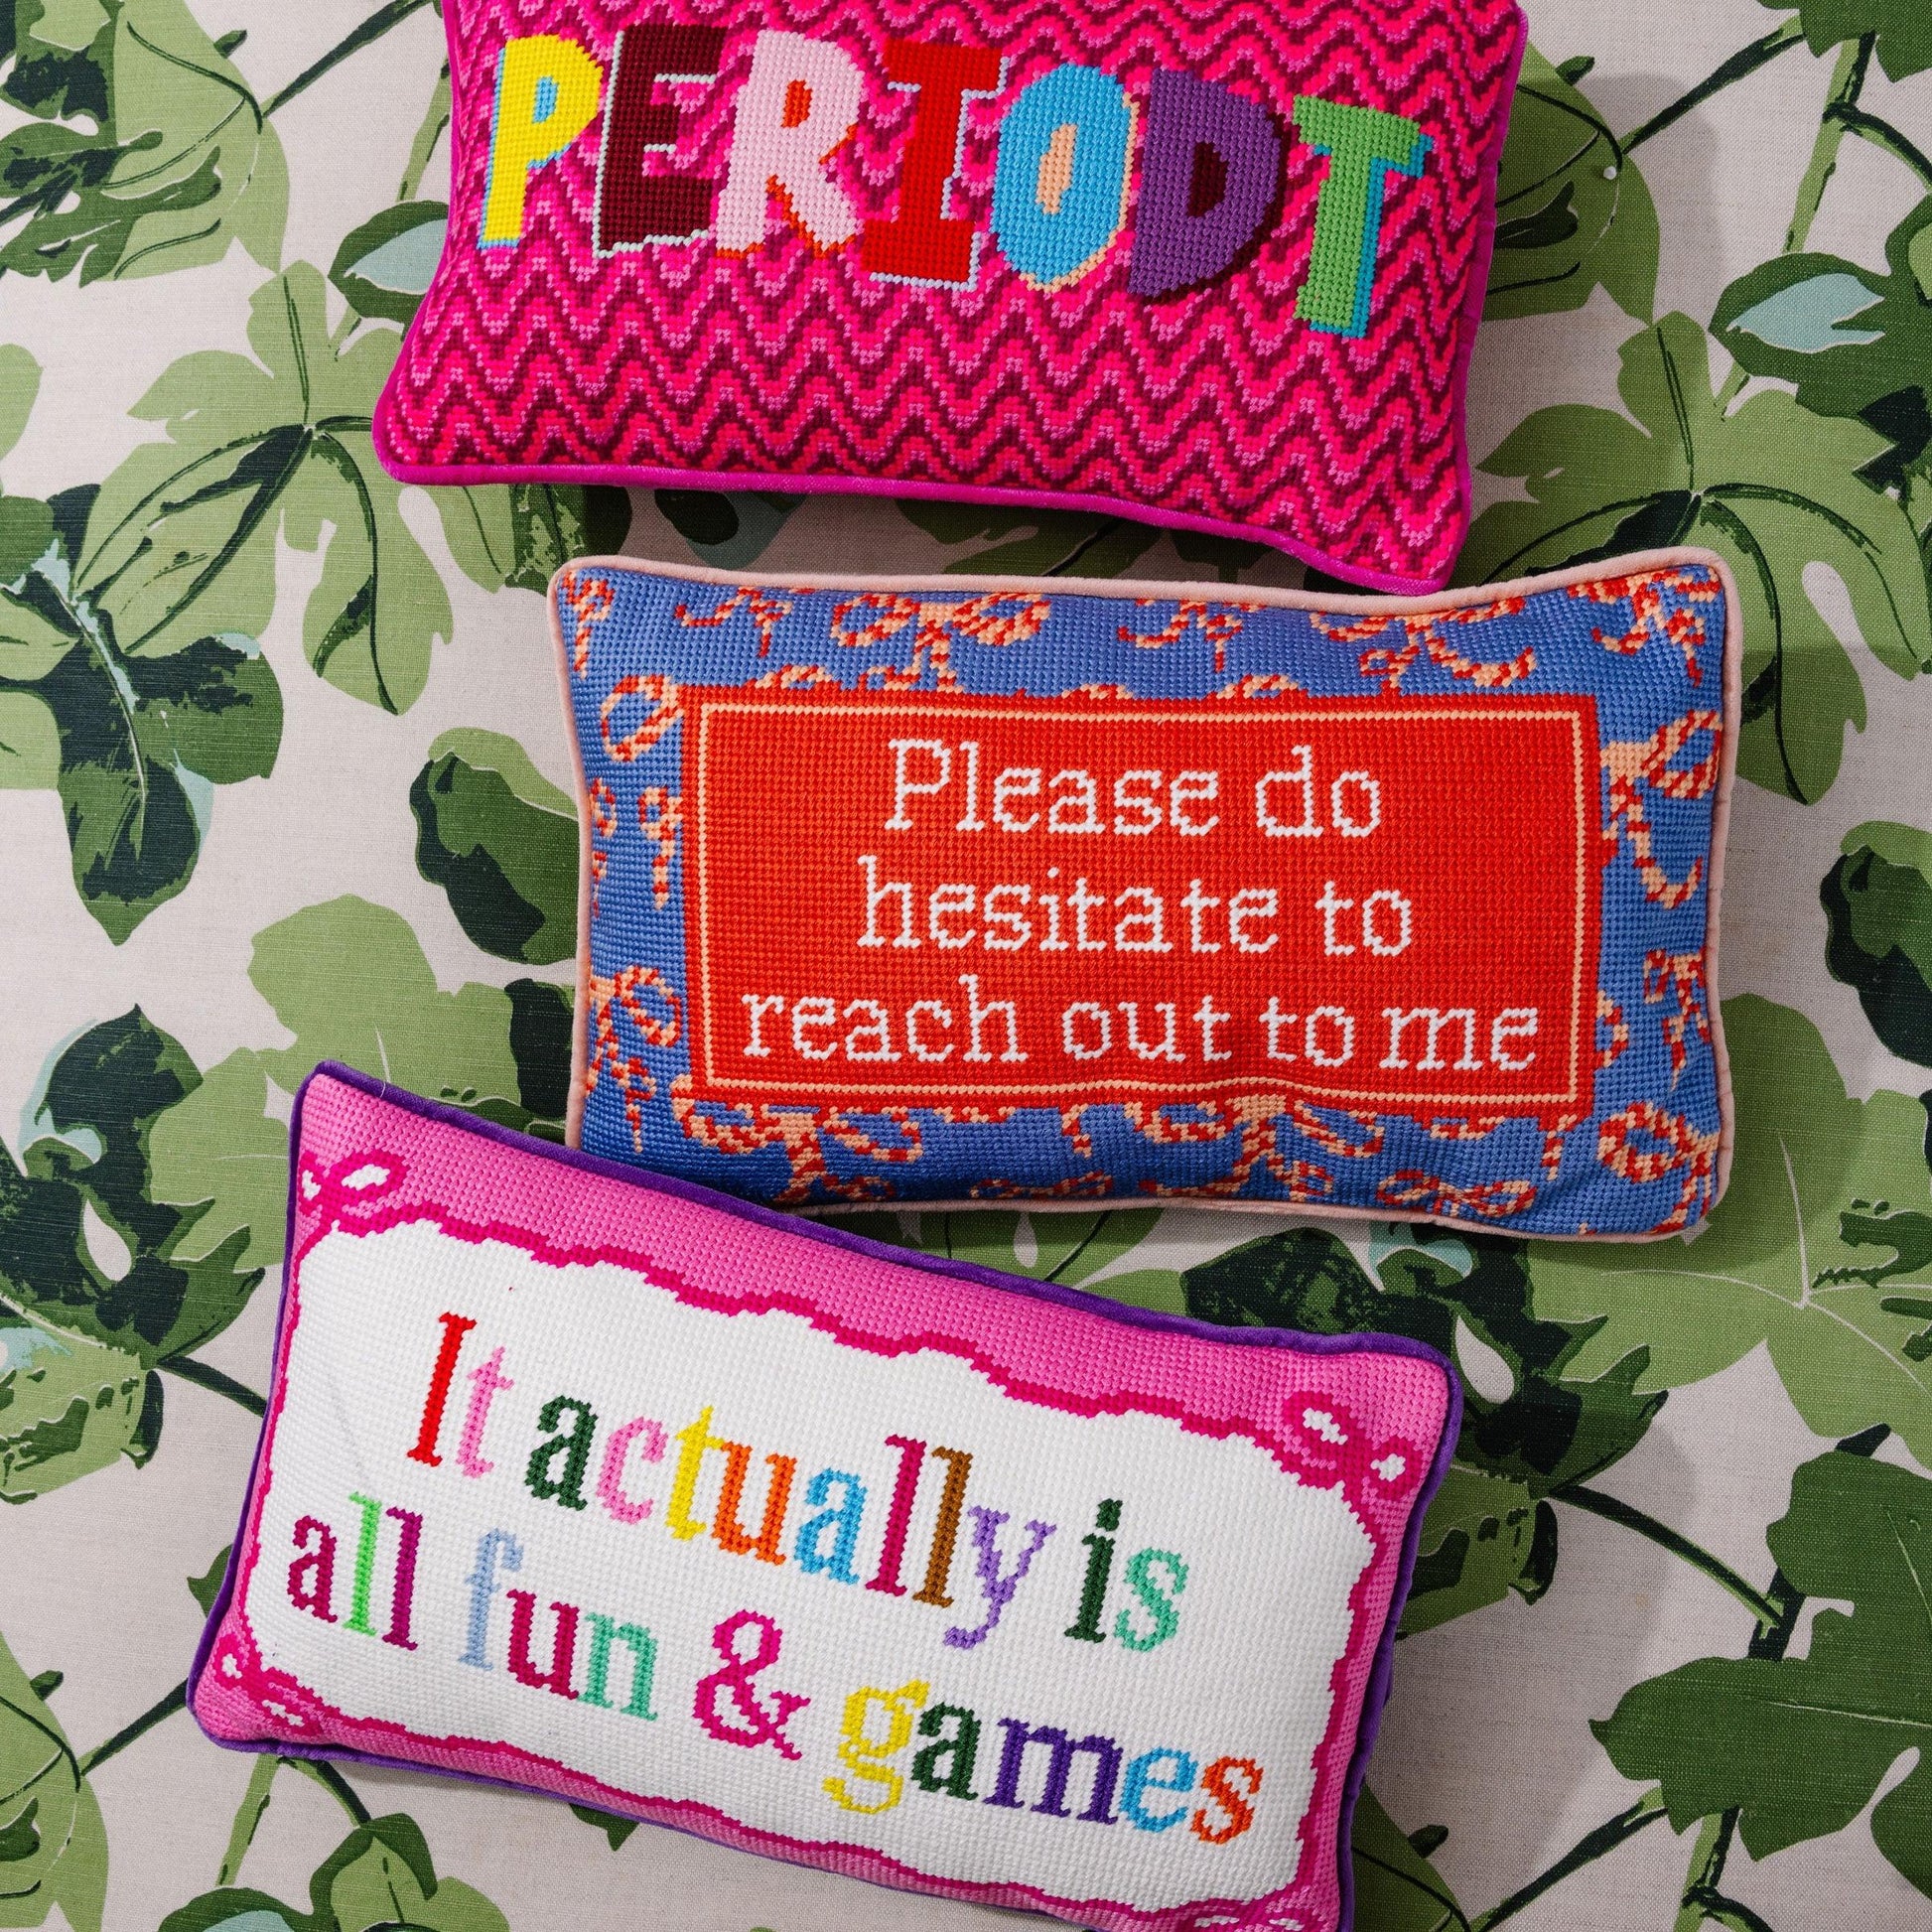 PERIODT
Please do
hesitate to
reach out to me
It actually is
all fun & games